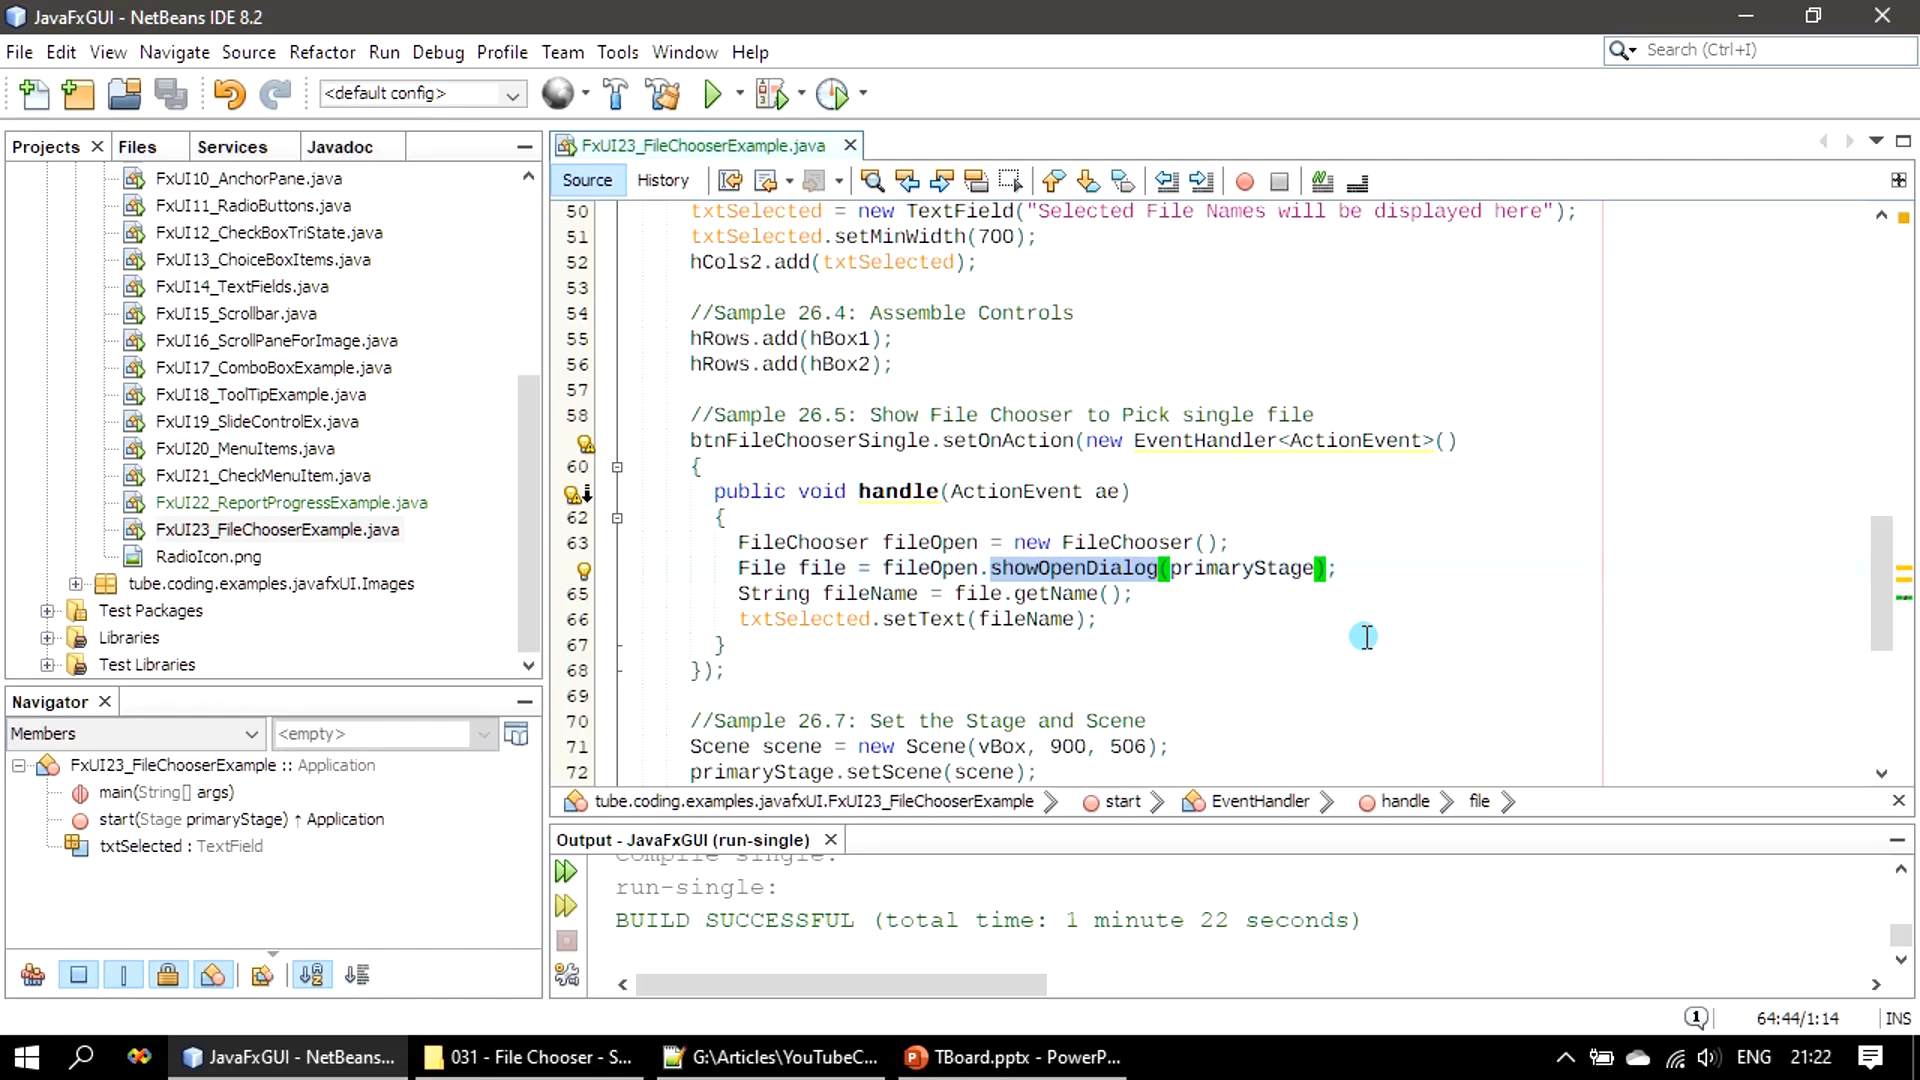 JavaFxGUI - NetBeans IDE 8.2
File Edit View Navigate Source Refactor Run Debug Profile Team Tools Window Help
Search (Ctrl+I)
<default config>
Projects Files Services Javadoc
FxUI10_AnchorPane.java
FxUI11_RadioButtons.java
FxUI12_CheckBoxTriState.java
FxUI13_ChoiceBoxItems.java
FxUI14_TextFields.java
FxUI15_Scrollbar.java
FxUI16_ScrollPaneForImage.java
FxUI17_ComboBoxExample.java
FxUI18_ToolTipExample.java
FxUI19_SlideControlEx.java
FxUI20_MenuItems.java
FxUI21_CheckMenuItem.java
FxUI22_ReportProgressExample.java
FxUI23_FileChooserExample.java
RadioIcon.png
tube.coding.examples.javafxUI.Images
Test Packages
Libraries
Test Libraries
Navigator
Members
<empty>
FxUI23_FileChooserExample :: Application
main(String[] args)
start(Stage primaryStage) ↑ Application
txtSelected : TextField
FxUI23_FileChooserExample.java
Source History
50 txtSelected = new TextField("Selected File Names will be displayed here");
51 txtSelected.setMinWidth(700);
52 hCols2.add(txtSelected);
53
54 //Sample 26.4: Assemble Controls
55 hRows.add(hBox1);
56 hRows.add(hBox2);
57
58 //Sample 26.5: Show File Chooser to Pick single file
btnFileChooserSingle.setOnAction(new EventHandler<ActionEvent>()
60 {
public void handle(ActionEvent ae)
62 {
63 FileChooser fileOpen = new FileChooser();
File file = fileOpen.showOpenDialog(primaryStage);
65 String fileName = file.getName();
66 txtSelected.setText(fileName);
67 }
68 });
69
70 //Sample 26.7: Set the Stage and Scene
71 Scene scene = new Scene(vBox, 900, 506);
72 primaryStage.setScene(scene);
tube.coding.examples.javafxUI.FxUI23_FileChooserExample start EventHandler handle file
Output - JavaFxGUI (run-single)
compile single:
run-single:
BUILD SUCCESSFUL (total time: 1 minute 22 seconds)
1 64:44/1:14 INS
JavaFxGUI - NetBeans... 031 - File Chooser - S... G:\Articles\YouTubeC... TBoard.pptx - PowerP... ENG 21:22